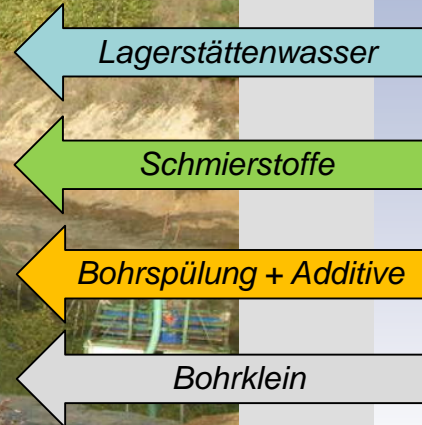 Lagerstättenwasser
Schmierstoffe
Bohrspülung + Additive
Bohrklein